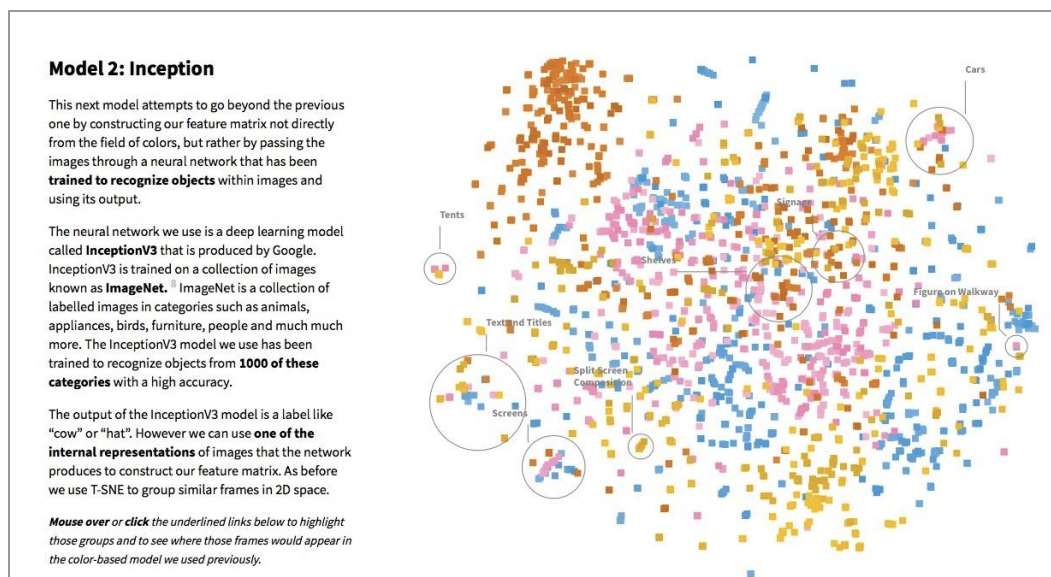 Model 2: Inception
This next model attempts to go beyond the previous
one by constructing our feature matrix not directly
from the field of colors, but rather by passing the
images through a neural network that has been
trained to recognize objects within images and
using its output.
The neural network we use is a deep learning model
called InceptionV3 that is produced by Google.
InceptionV3 is trained on a collection of images
known as ImageNet. 8 ImageNet is a collection of
labelled images in categories such as animals,
appliances, birds, furniture, people and much much
more. The InceptionV3 model we use has been
trained to recognize objects from 1000 of these
categories with a high accuracy.
The output of the InceptionV3 model is a label like
“cow” or “hat”. However we can use one of the
internal representations of images that the network
produces to construct our feature matrix. As before
we use T-SNE to group similar frames in 2D space.
Mouse over or click the underlined links below to highlight
those groups and to see where those frames would appear in
the color-based model we used previously.
Cars
Signage
Tents
Shelves
Figure on Walkway
Text and Titles
Split Screen
Composition
Screens